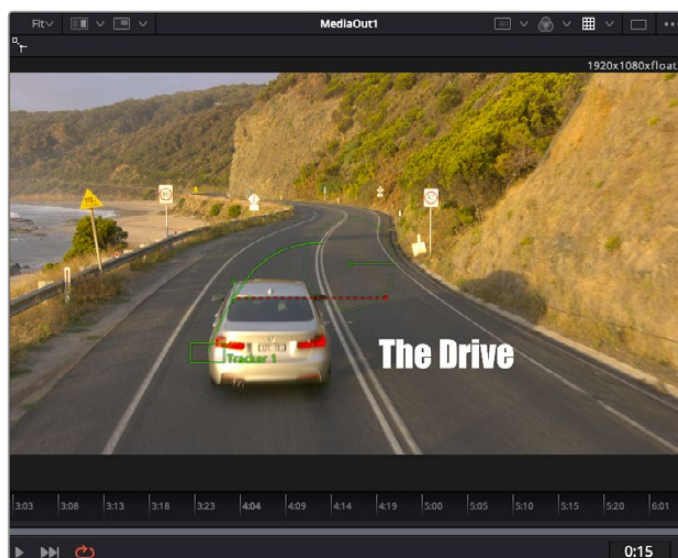 Fit
MediaOut1
1920x1080xfloat
The Drive
Tracker 1
3:03 3:08 3:13 3:18 3:23 4:04 4:09 4:14 4:19 5:00 5:05 5:10 5:15 5:20 6:01
0:15